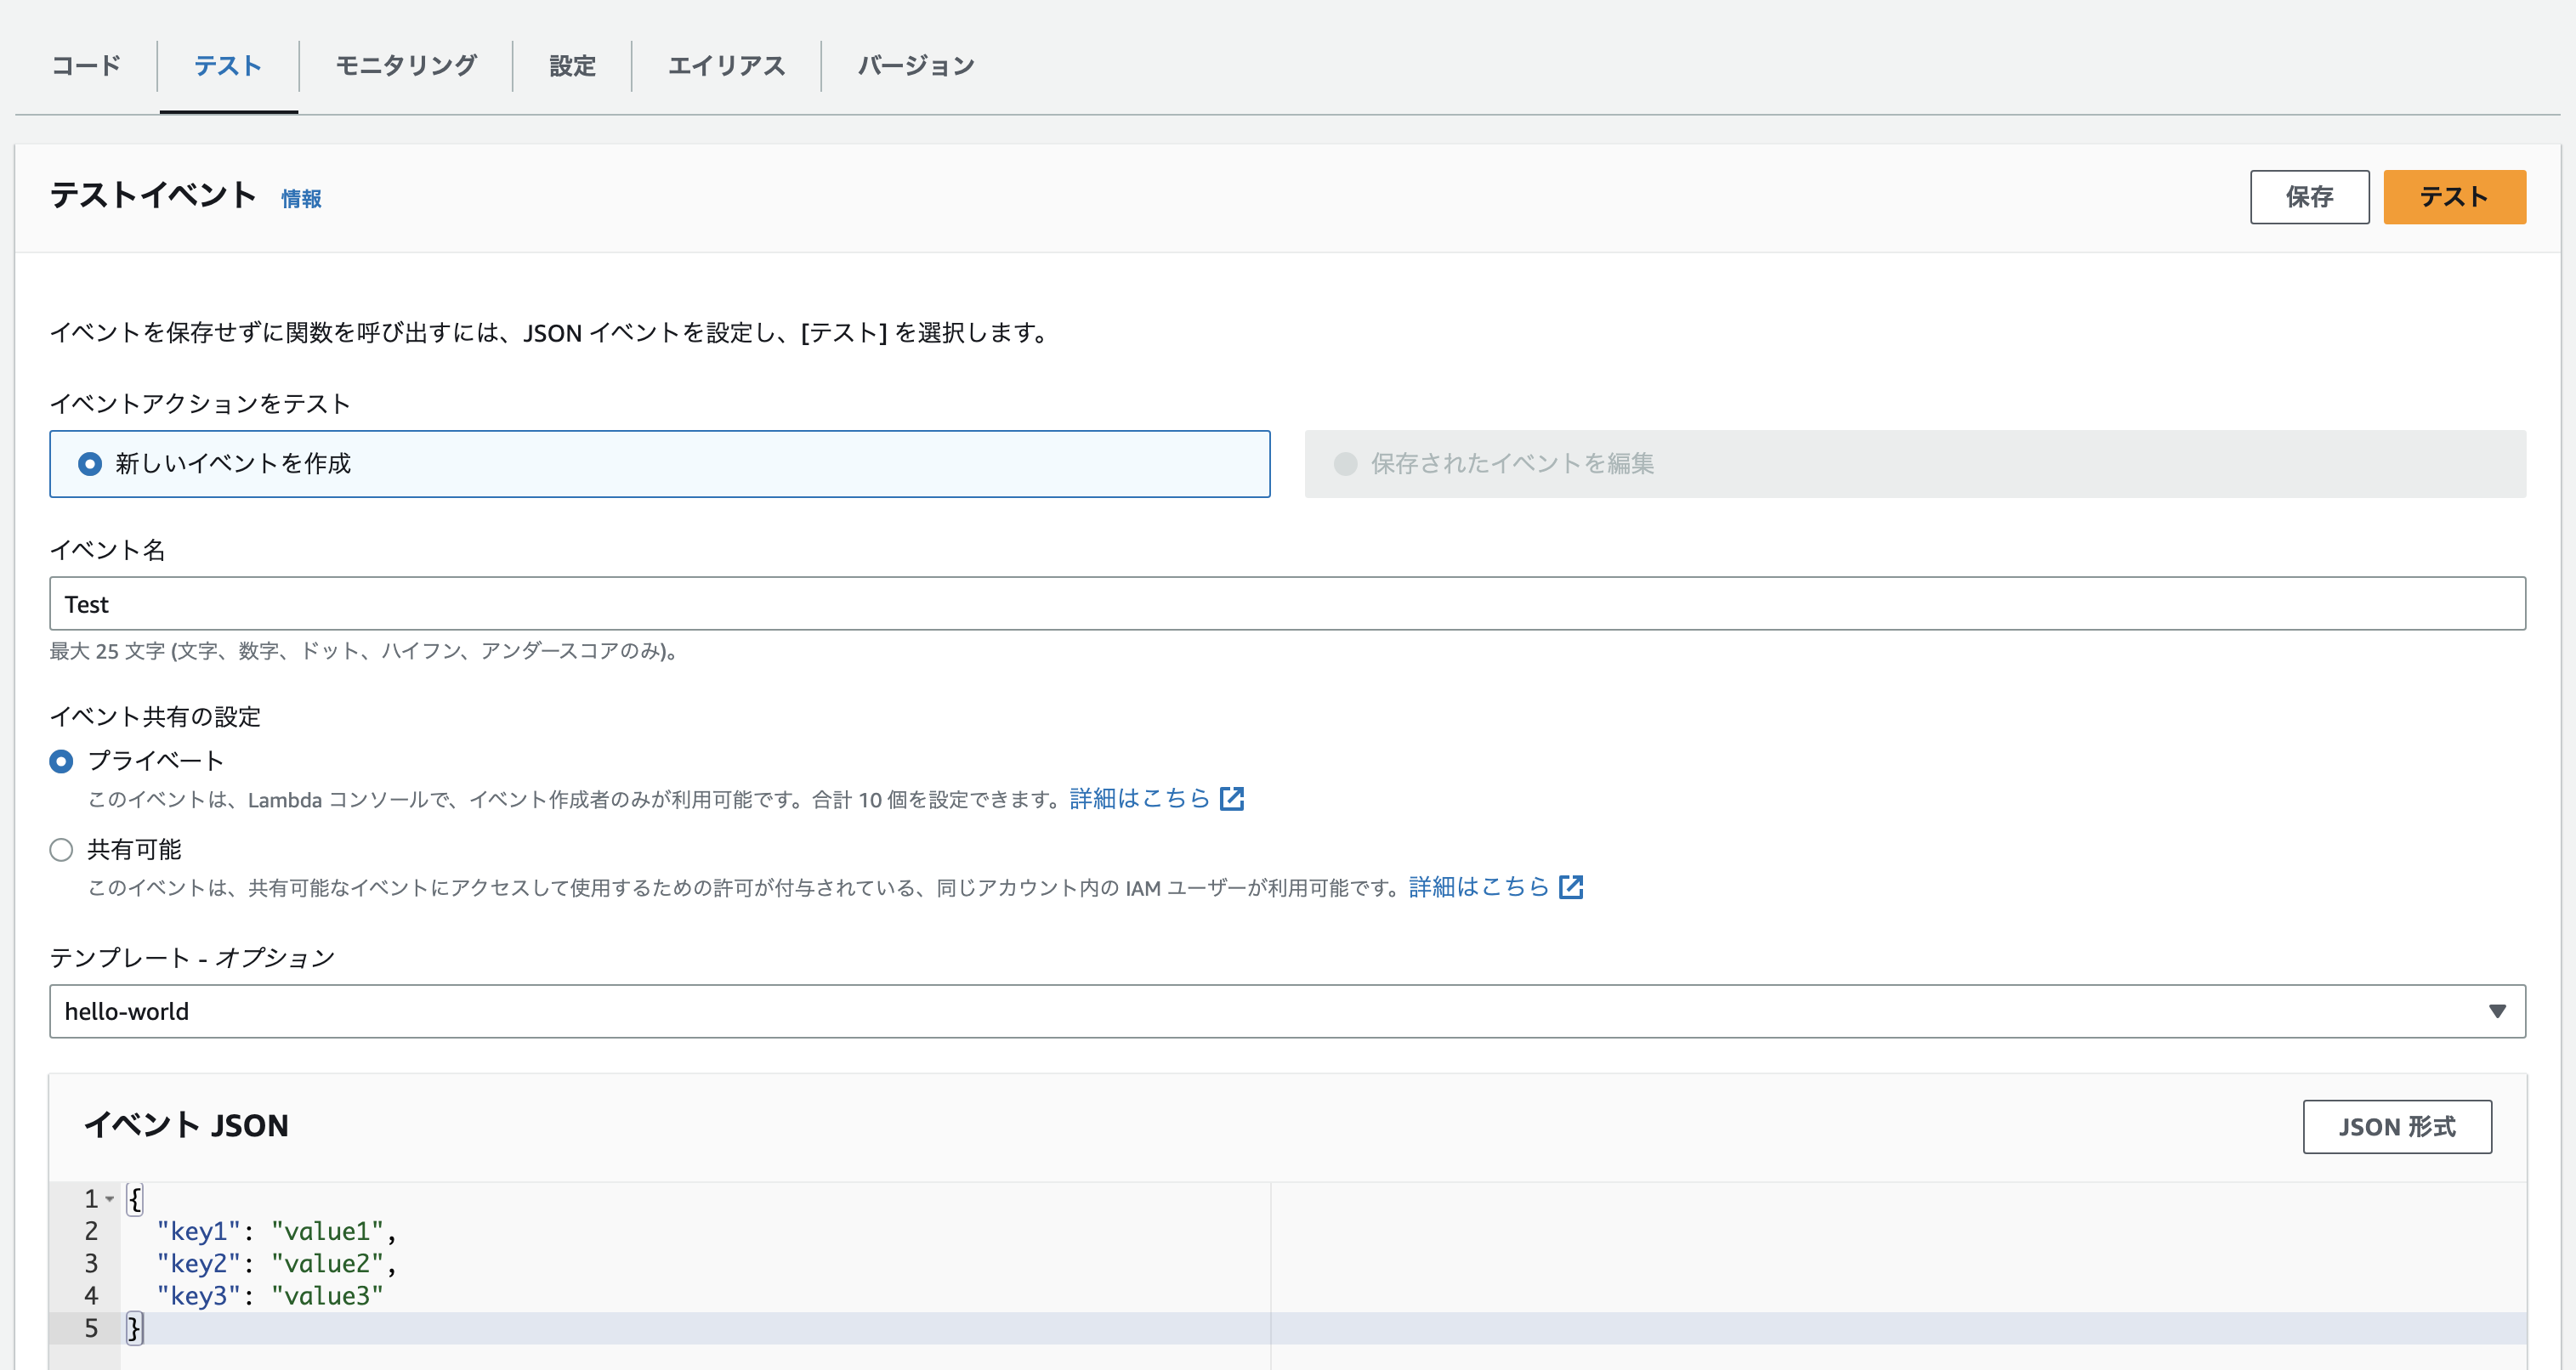 コード テスト モニタリング 設定 エイリアス バージョン
テストイベント 情報 保存 テスト
イベントを保存せずに関数を呼び出すには、JSON イベントを設定し、[テスト] を選択します。
イベントアクションをテスト
新しいイベントを作成 保存されたイベントを編集
イベント名
Test
最大 25 文字 (文字、数字、ドット、ハイフン、アンダースコアのみ)。
イベント共有の設定
プライベート
このイベントは、Lambda コンソールで、イベント作成者のみが利用可能です。合計 10 個を設定できます。詳細はこちら
共有可能
このイベントは、共有可能なイベントにアクセスして使用するための許可が付与されている、同じアカウント内の IAM ユーザーが利用可能です。詳細はこちら
テンプレート - オプション
hello-world
イベント JSON JSON 形式
1 {
2 "key1": "value1",
3 "key2": "value2",
4 "key3": "value3"
5 }